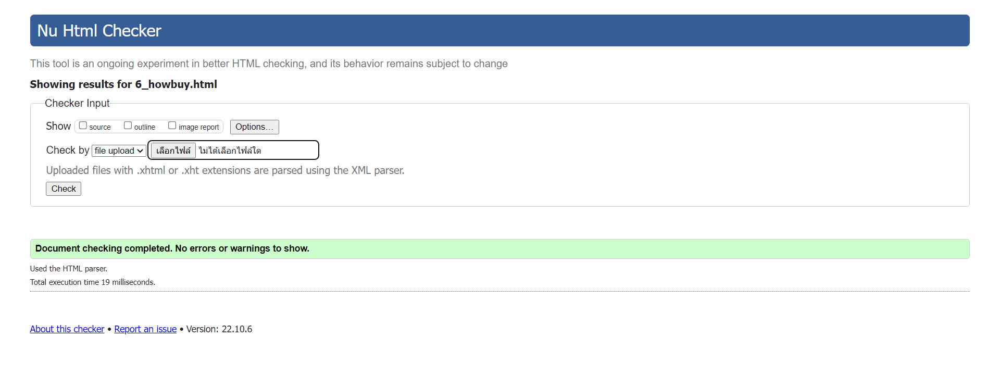 Nu Html Checker
This tool is an ongoing experiment in better HTML checking, and its behavior remains subject to change
Showing results for 6_howbuy.html
Checker Input
Show source outline image report Options...
Check by file upload เลือกไฟล์ ไม่ได้เลือกไฟล์ใด
Uploaded files with .xhtml or .xht extensions are parsed using the XML parser.
Check
Document checking completed. No errors or warnings to show.
Used the HTML parser.
Total execution time 19 milliseconds.
About this checker • Report an issue • Version: 22.10.6